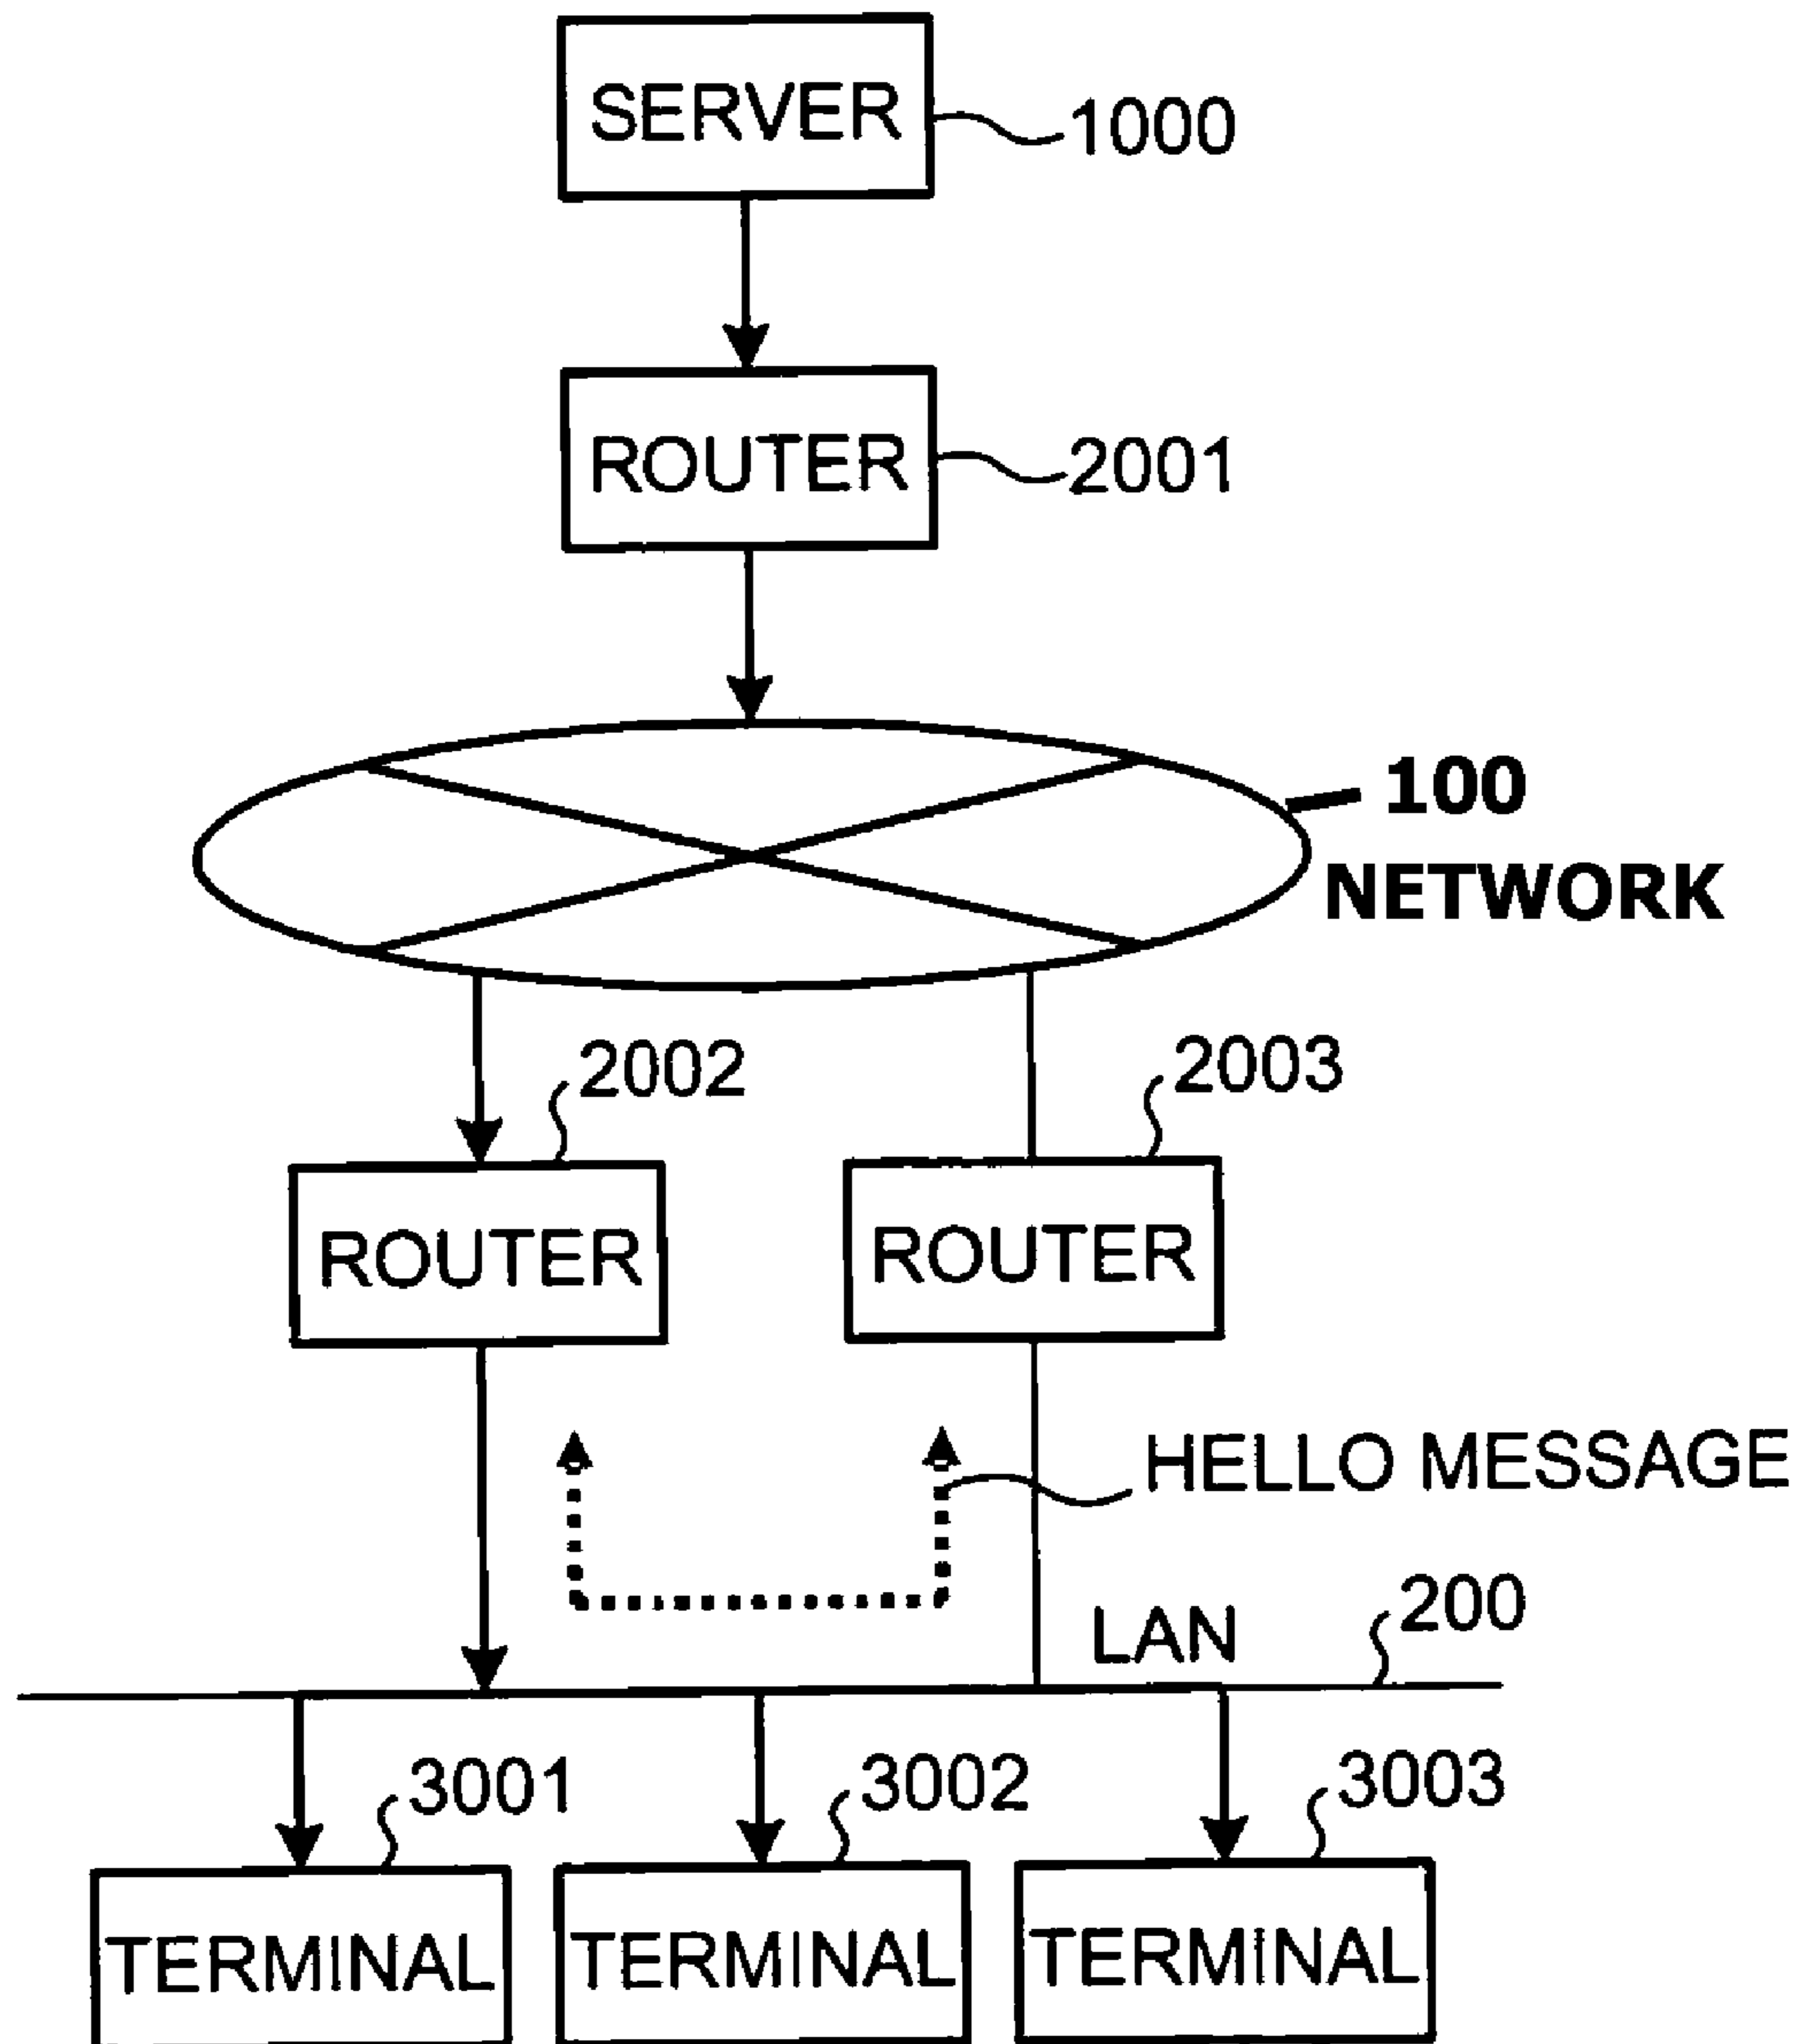 SERVER
1000
ROUTER
2001
100
NETWORK
2002
2003
ROUTER
ROUTER
HELLO MESSAGE
LAN
200
3001
3002
3003
TERMINAL
TERMINAL
TERMINAL